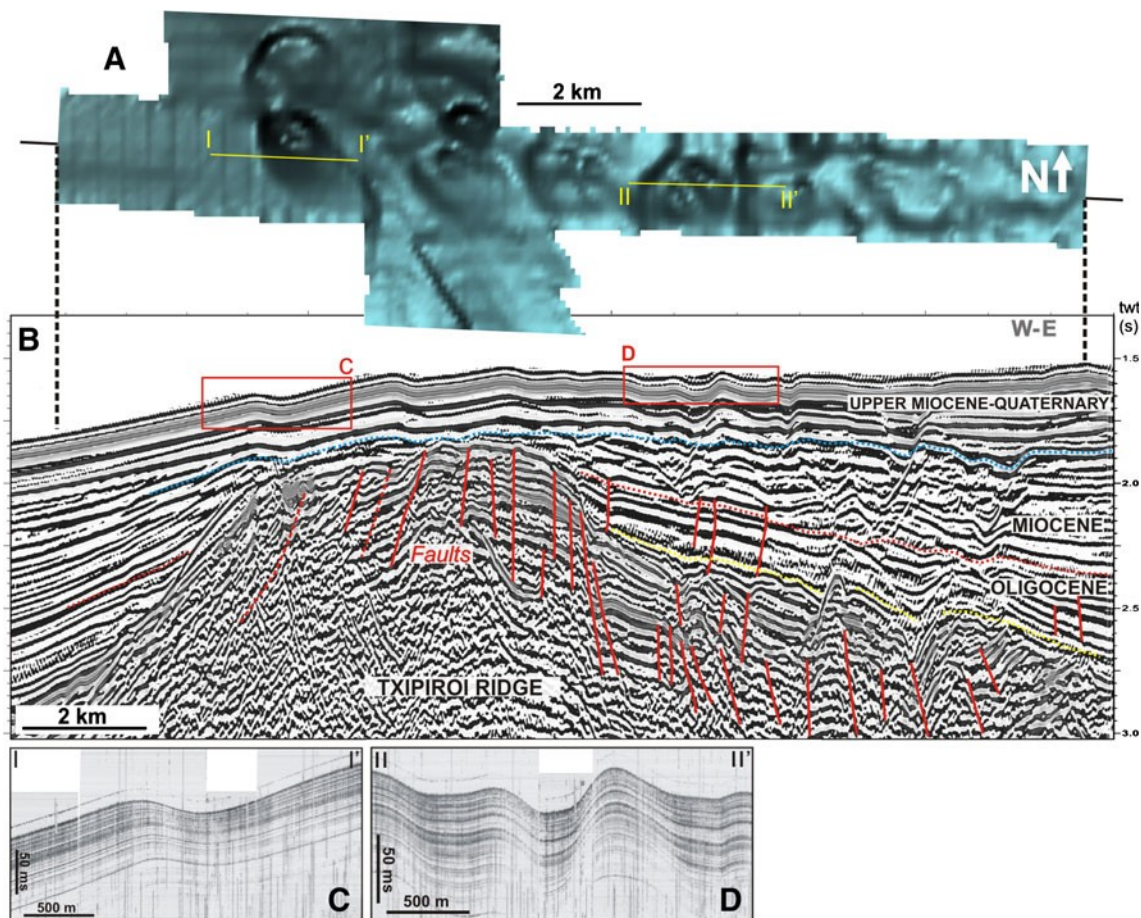 A
2 km
I
I'
II
II'
N
B
W-E
twt
(s)
C
D
1.5
UPPER MIOCENE-QUATERNARY
2.0
MIOCENE
Faults
OLIGOCENE
2.5
TXIPIROI RIDGE
2 km
3.0
I
I'
II
II'
50 ms
50 ms
500 m
C
500 m
D